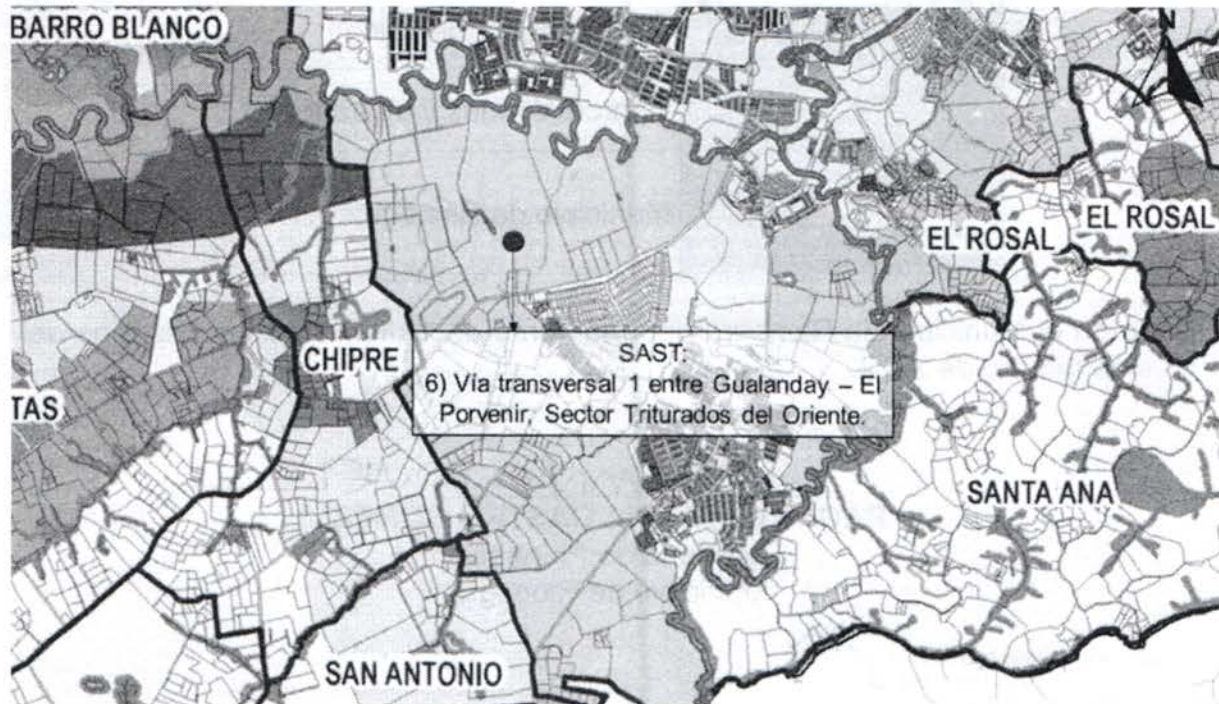 BARRO BLANCO
N
EL ROSAL
EL ROSAL
CHIPRE
SAST:
6) Vía transversal 1 entre Gualanday – El
Porvenir, Sector Triturados del Oriente.
TAS
SANTA ANA
SAN ANTONIO